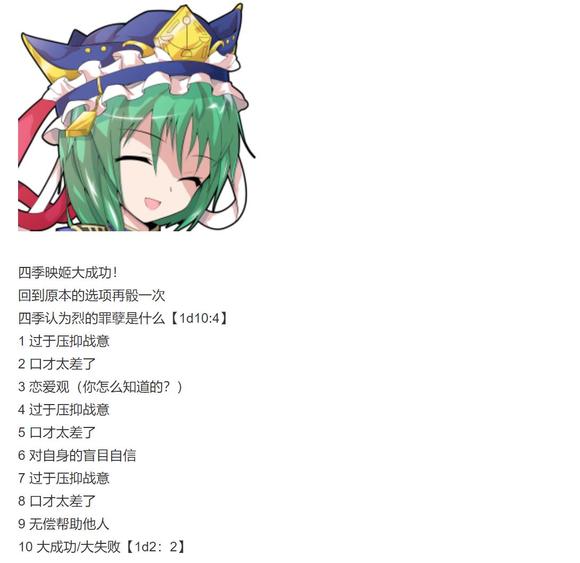 四季映姬大成功！
回到原本的选项再骰一次
四季认为烈的罪孽是什么【1d10:4】
1 过于压抑战意
2 口才太差了
3 恋爱观（你怎么知道的？）
4 过于压抑战意
5 口才太差了
6 对自身的盲目自信
7 过于压抑战意
8 口才太差了
9 无偿帮助他人
10 大成功/大失败【1d2：2】